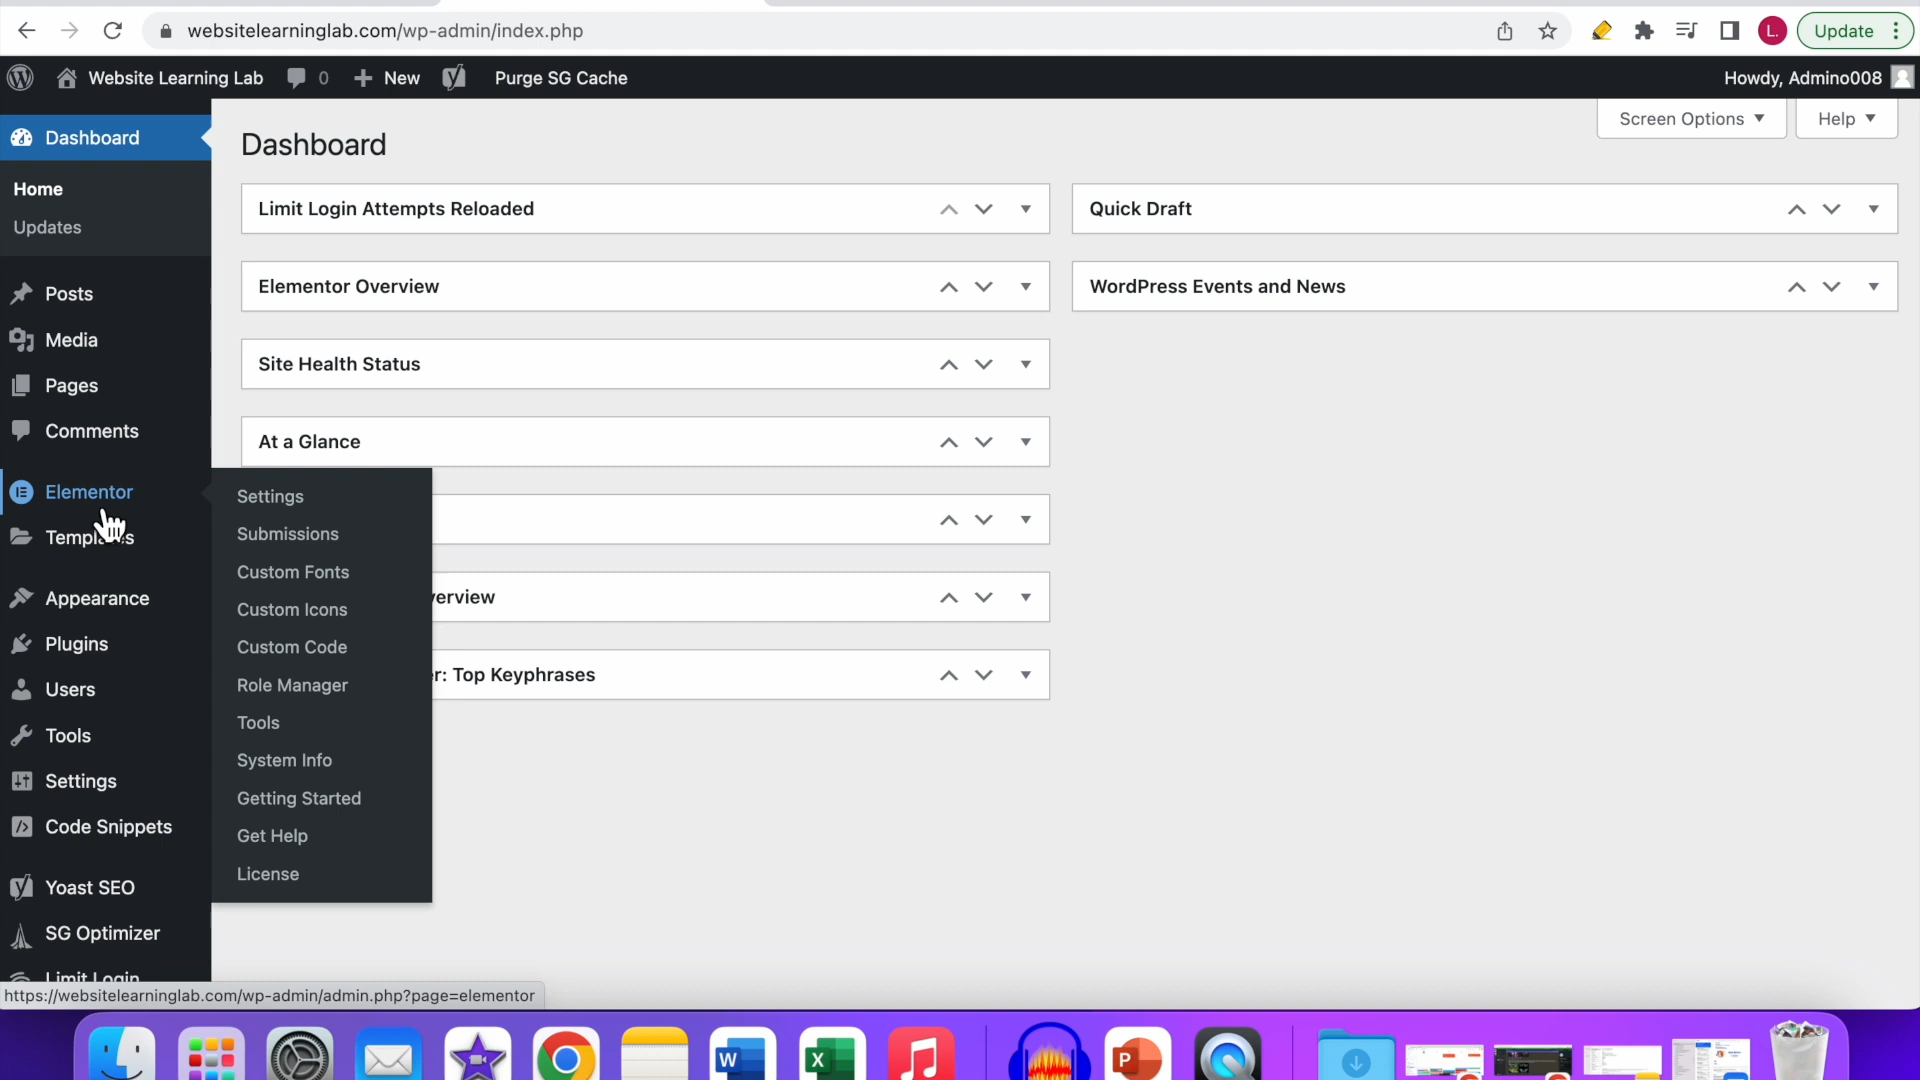 websitelearninglab.com/wp-admin/index.php
L.
Update
Website Learning Lab
0
New
Purge SG Cache
Howdy, Admino008
Dashboard
Home
Updates
Posts
Media
Pages
Comments
Elementor
Templates
Appearance
Plugins
Users
Tools
Settings
Code Snippets
Yoast SEO
SG Optimizer
Limit Login
Settings
Submissions
Custom Fonts
Custom Icons
Custom Code
Role Manager
Tools
System Info
Getting Started
Get Help
License
Dashboard
Screen Options
Help
Limit Login Attempts Reloaded
Elementor Overview
Site Health Status
At a Glance
verview
r: Top Keyphrases
Quick Draft
WordPress Events and News
https://websitelearninglab.com/wp-admin/admin.php?page=elementor
W
X
P